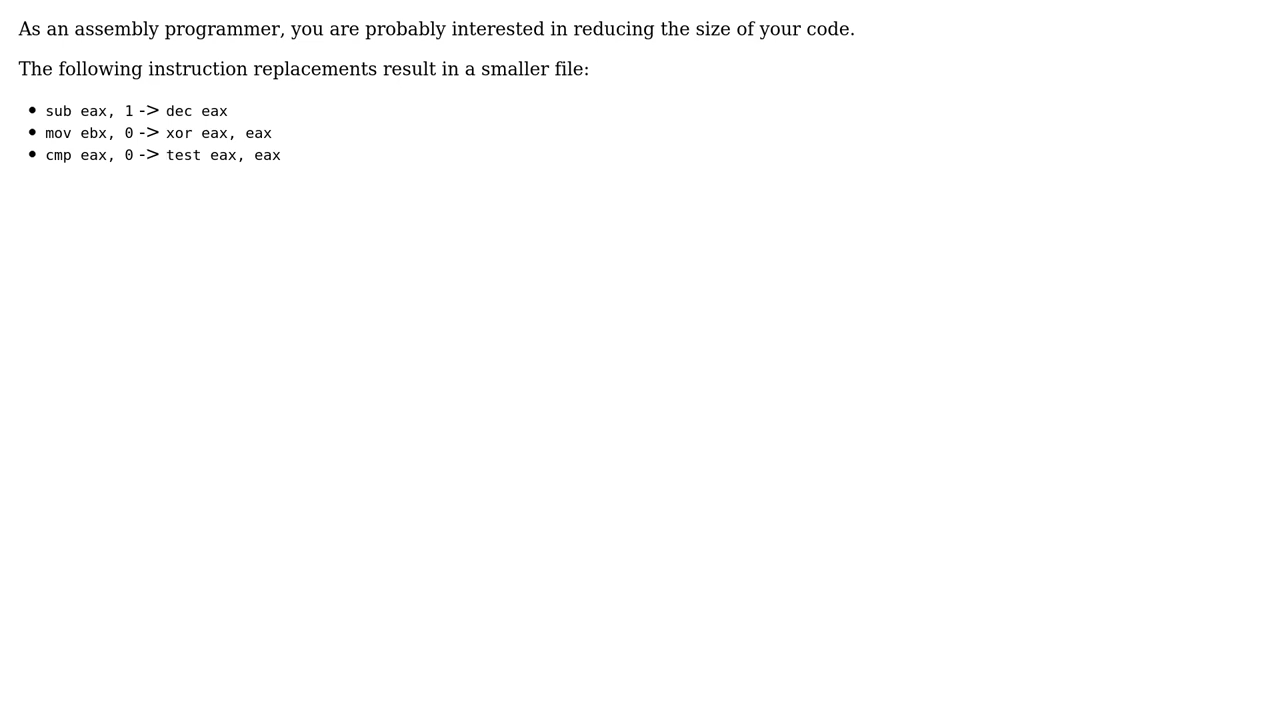 As an assembly programmer, you are probably interested in reducing the size of your code.
The following instruction replacements result in a smaller file:
• sub eax, 1 -> dec eax
• mov ebx, 0 -> xor eax, eax
• cmp eax, 0 -> test eax, eax